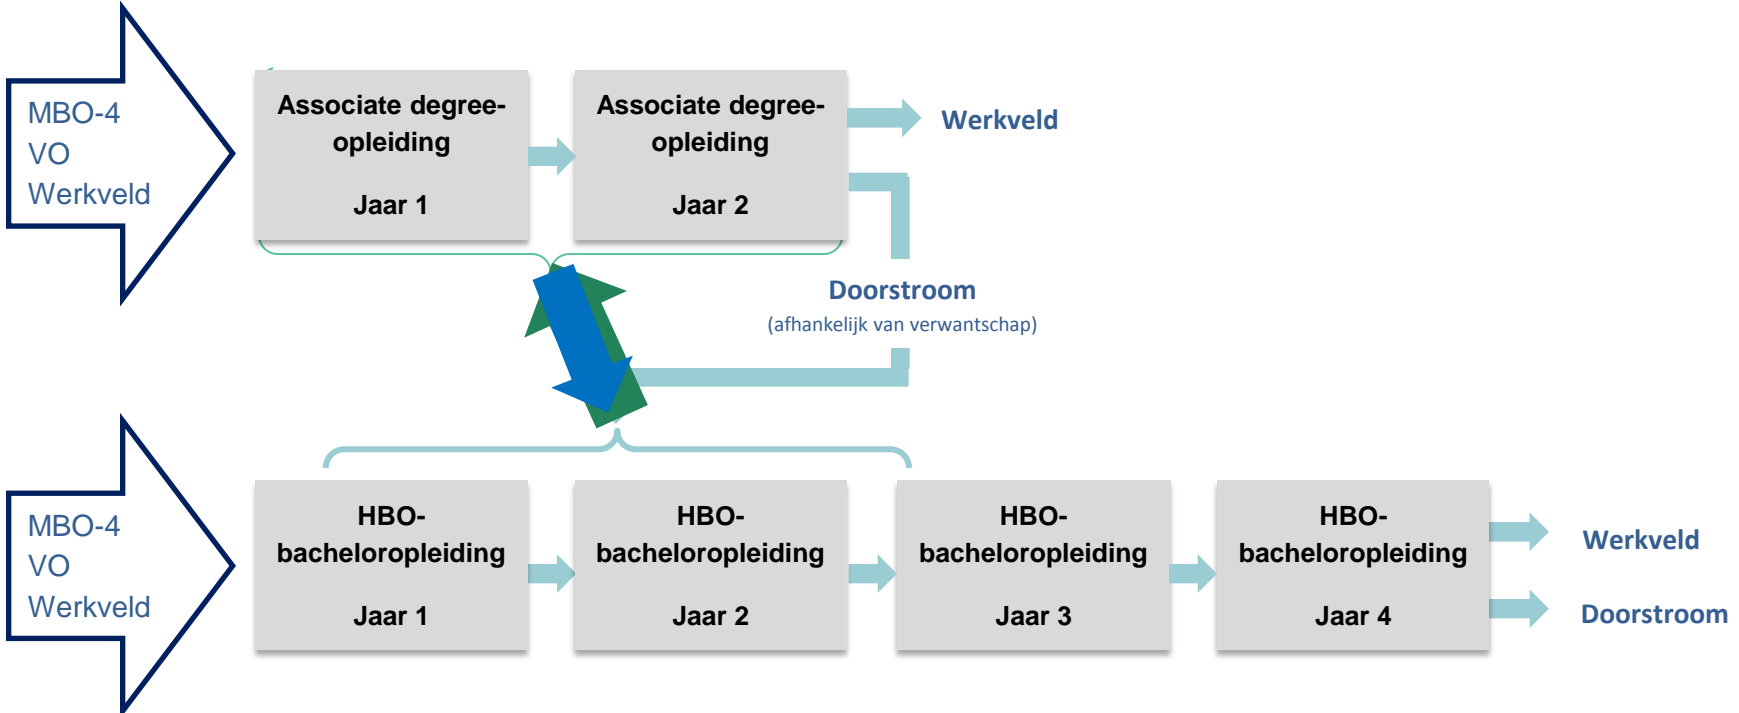 MBO-4
VO
Werkveld
Associate degree-
opleiding
Jaar 1
Associate degree-
opleiding
Jaar 2
Werkveld
Doorstroom
(afhankelijk van verwantschap)
MBO-4
VO
Werkveld
HBO-
bacheloropleiding
Jaar 1
HBO-
bacheloropleiding
Jaar 2
HBO-
bacheloropleiding
Jaar 3
HBO-
bacheloropleiding
Jaar 4
Werkveld
Doorstroom